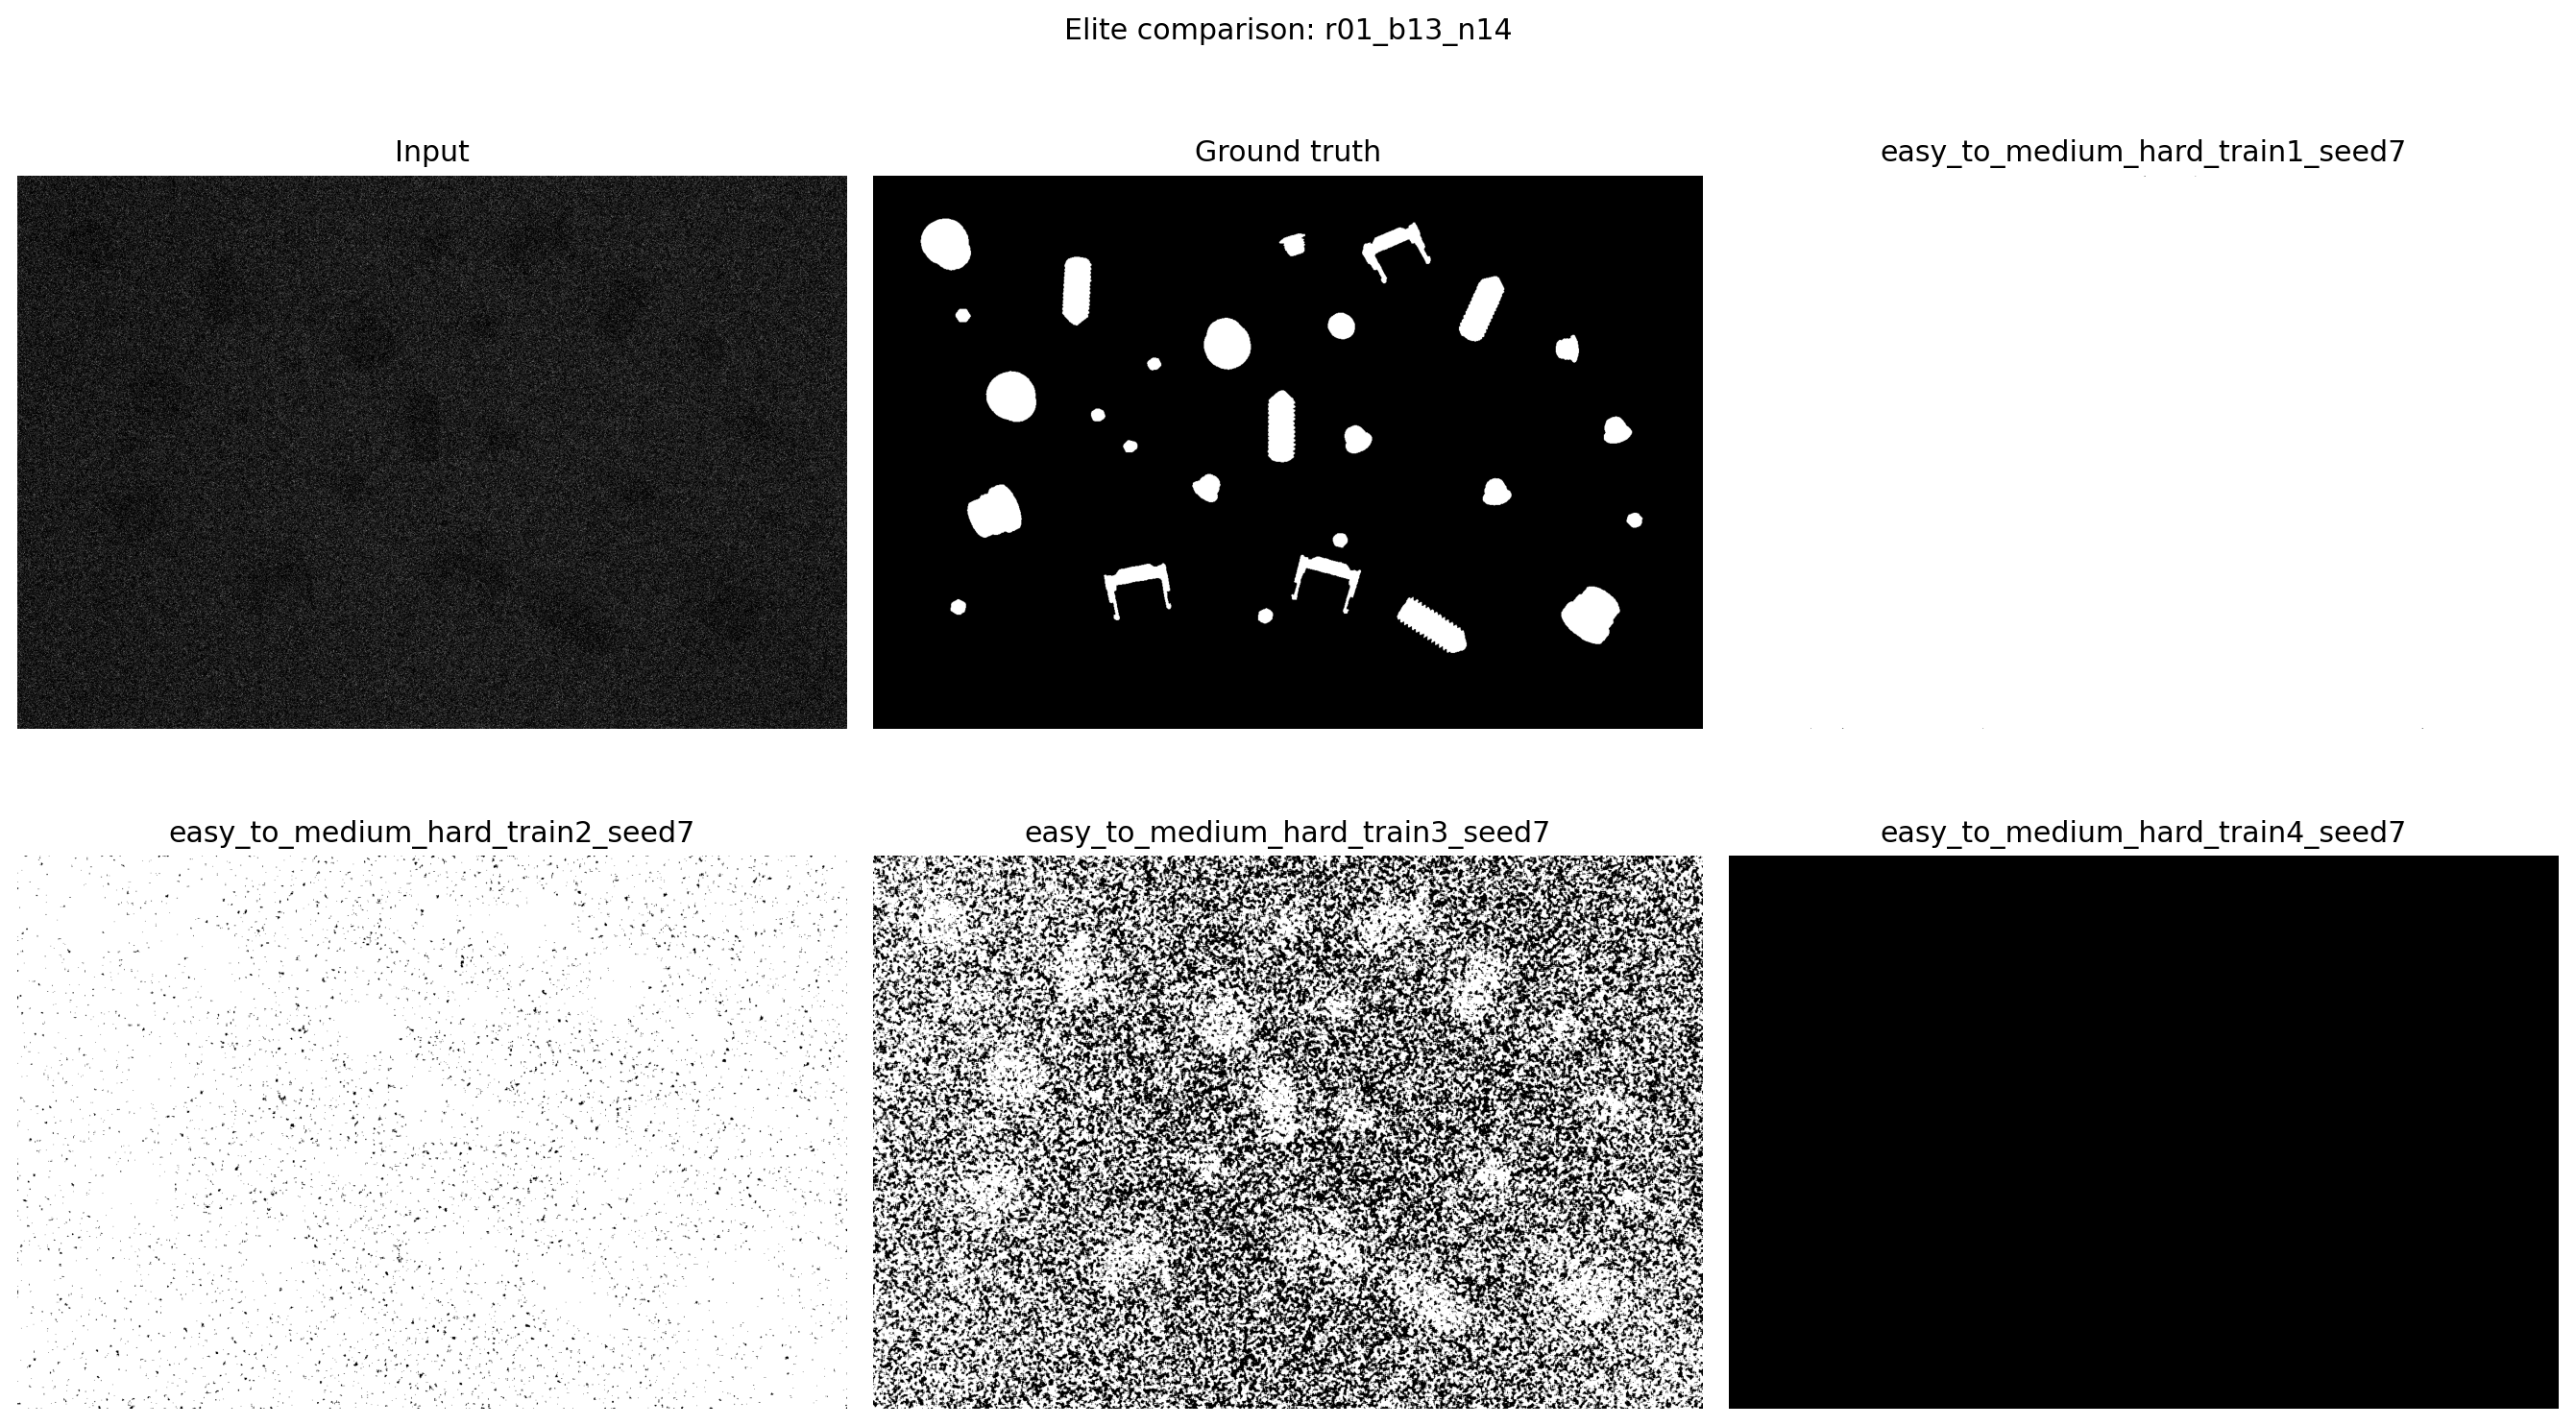 Elite comparison: r01_b13_n14
Input
Ground truth
easy_to_medium_hard_train1_seed7
easy_to_medium_hard_train2_seed7
easy_to_medium_hard_train3_seed7
easy_to_medium_hard_train4_seed7